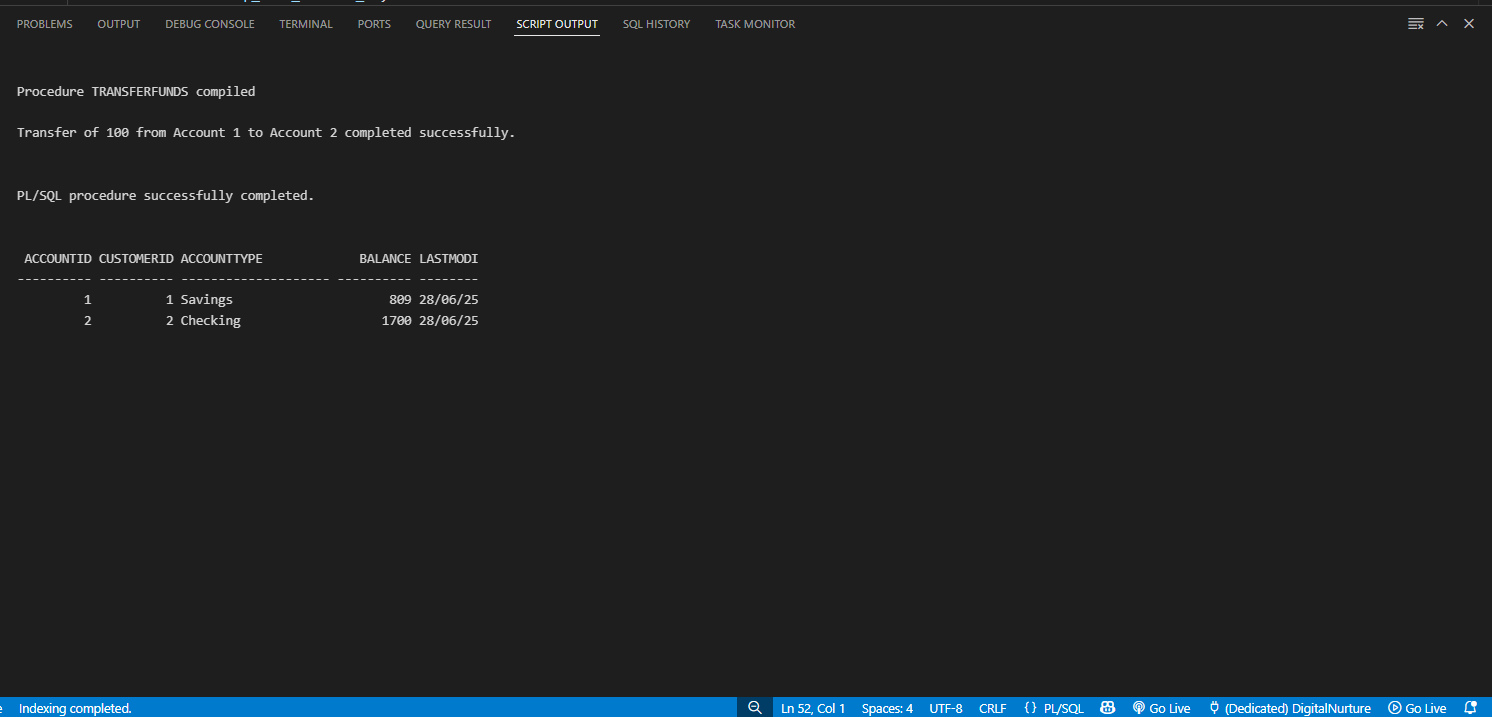 PROBLEMS OUTPUT DEBUG CONSOLE TERMINAL PORTS QUERY RESULT SCRIPT OUTPUT SQL HISTORY TASK MONITOR
Procedure TRANSFERFUNDS compiled
Transfer of 100 from Account 1 to Account 2 completed successfully.
PL/SQL procedure successfully completed.
 ACCOUNTID CUSTOMERID ACCOUNTTYPE             BALANCE LASTMODI
---------- ---------- -------------------- ---------- --------
         1          1 Savings                     809 28/06/25
         2          2 Checking                   1700 28/06/25
Indexing completed. Ln 52, Col 1 Spaces: 4 UTF-8 CRLF {} PL/SQL Go Live (Dedicated) DigitalNurture Go Live